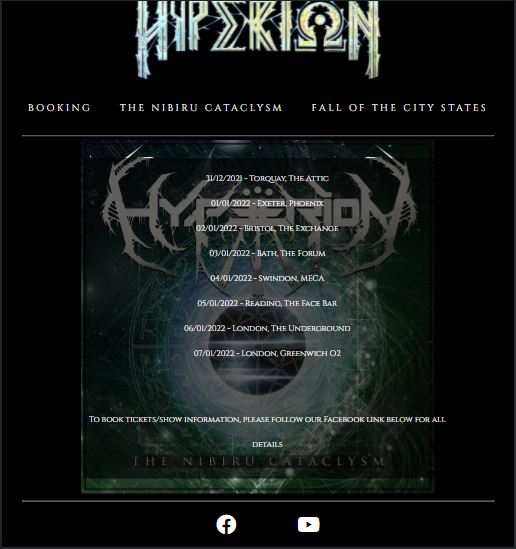 HYPERION
BOOKING THE NIBIRU CATACLYSM FALL OF THE CITY STATES
HYPERION
31/12/2021 - Torquay, The Attic
01/01/2022 - Exeter, Phoenix
02/01/2022 - Bristol, The Exchange
03/01/2022 - Bath, The Forum
04/01/2022 - Swindon, MECA
05/01/2022 - Reading, The Face Bar
06/01/2022 - London, The Underground
07/01/2022 - London, Greenwich O2
To book tickets/show information, please follow our Facebook link below for all
details
THE NIBIRU CATACLYSM